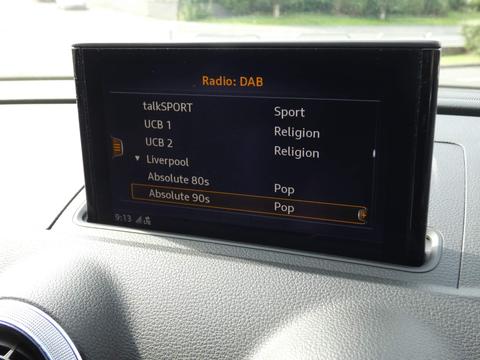 Radio: DAB
talkSPORT Sport
UCB 1 Religion
UCB 2 Religion
Liverpool
Absolute 80s Pop
Absolute 90s Pop
9:13